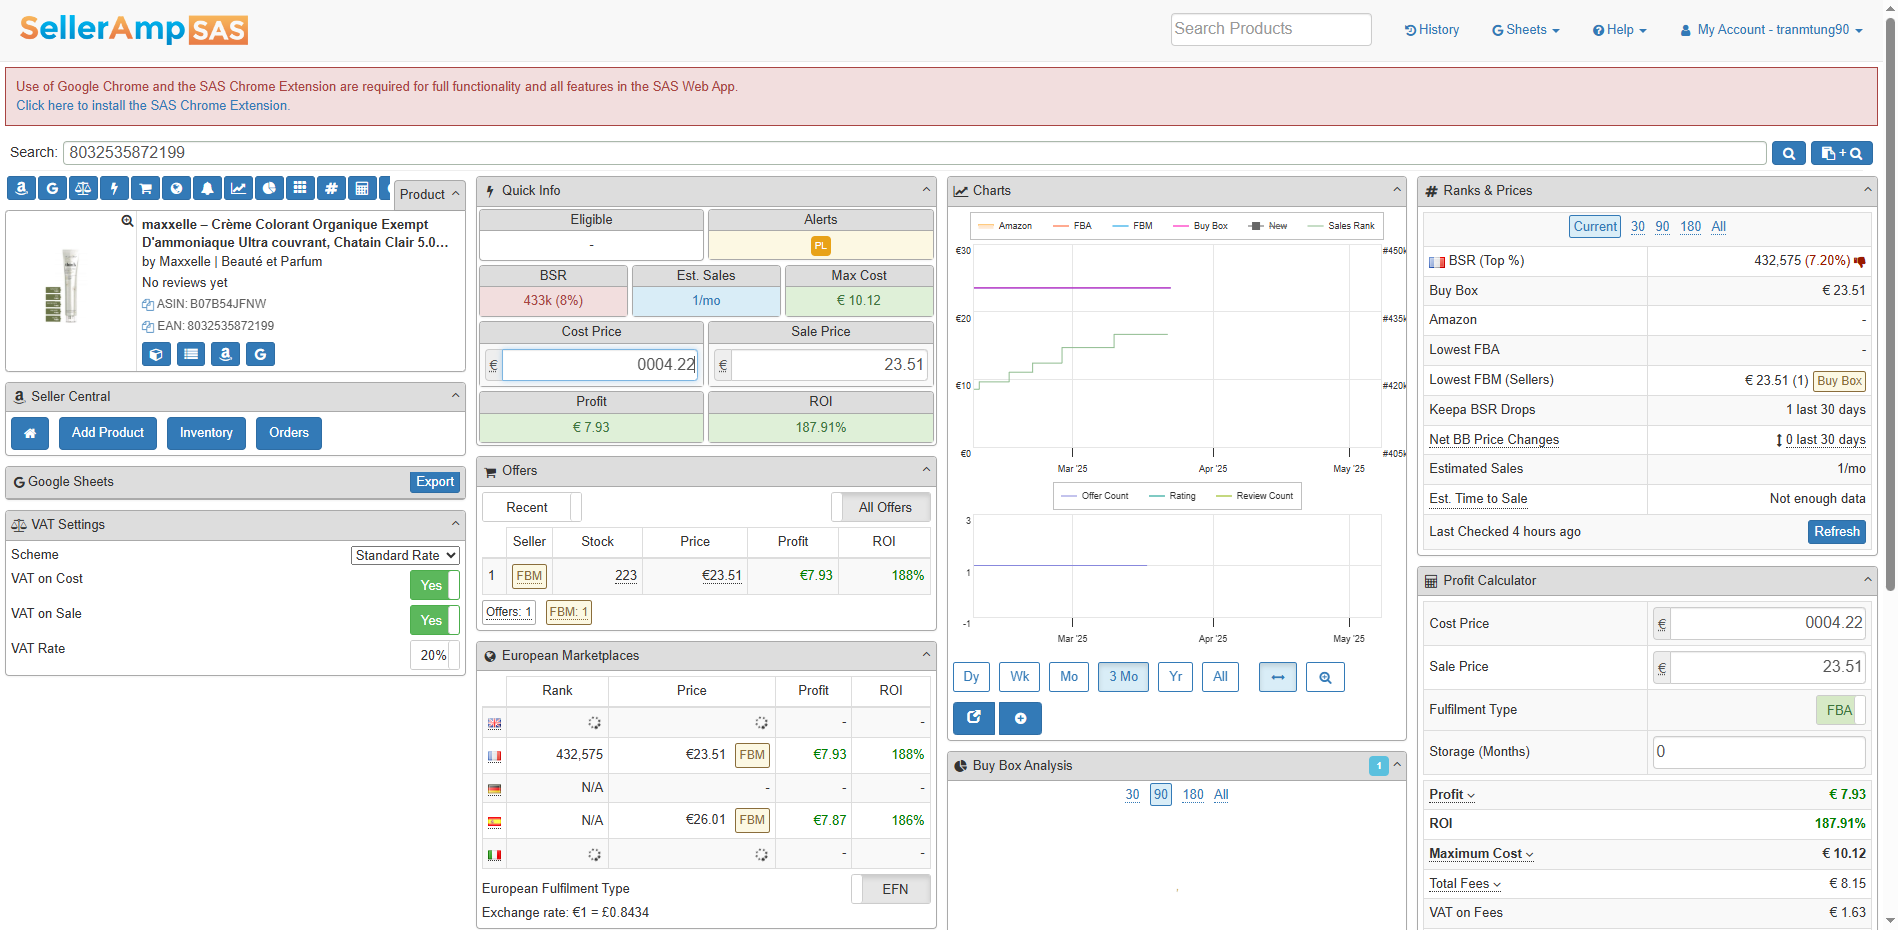 SellerAmp SAS
Search Products
History
G Sheets
Help
My Account - tranmtung90
Use of Google Chrome and the SAS Chrome Extension are required for full functionality and all features in the SAS Web App.
Click here to install the SAS Chrome Extension.
Search: 8032535872199
Product
maxxelle – Crème Colorant Organique Exempt
D'ammoniaque Ultra couvrant, Chatain Clair 5.0...
by Maxxelle | Beauté et Parfum
No reviews yet
ASIN: B07B54JFNW
EAN: 8032535872199
Seller Central
Add Product Inventory Orders
G Google Sheets Export
VAT Settings
Scheme Standard Rate
VAT on Cost Yes
VAT on Sale Yes
VAT Rate 20%
Quick Info
Eligible Alerts
- PL
BSR Est. Sales Max Cost
433k (8%) 1/mo € 10.12
Cost Price Sale Price
€ 0004.22 € 23.51
Profit ROI
€ 7.93 187.91%
Offers
Recent All Offers
Seller Stock Price Profit ROI
1 FBM 223 €23.51 €7.93 188%
Offers: 1 FBM: 1
European Marketplaces
Rank Price Profit ROI
- -
432,575 €23.51 FBM €7.93 188%
N/A - - -
N/A €26.01 FBM €7.87 186%
- -
European Fulfilment Type EFN
Exchange rate: €1 = £0.8434
Charts
Amazon FBA FBM Buy Box New Sales Rank
€30 #450k
€20 #435k
€10 #420k
€0 #405k
Mar '25 Apr '25 May '25
Offer Count Rating Review Count
3
1
-1
Mar '25 Apr '25 May '25
Dy Wk Mo 3 Mo Yr All
Buy Box Analysis 1
30 90 180 All
# Ranks & Prices
Current 30 90 180 All
BSR (Top %) 432,575 (7.20%)
Buy Box € 23.51
Amazon -
Lowest FBA -
Lowest FBM (Sellers) € 23.51 (1) Buy Box
Keepa BSR Drops 1 last 30 days
Net BB Price Changes 0 last 30 days
Estimated Sales 1/mo
Est. Time to Sale Not enough data
Last Checked 4 hours ago Refresh
Profit Calculator
Cost Price € 0004.22
Sale Price € 23.51
Fulfilment Type FBA
Storage (Months) 0
Profit € 7.93
ROI 187.91%
Maximum Cost € 10.12
Total Fees € 8.15
VAT on Fees € 1.63